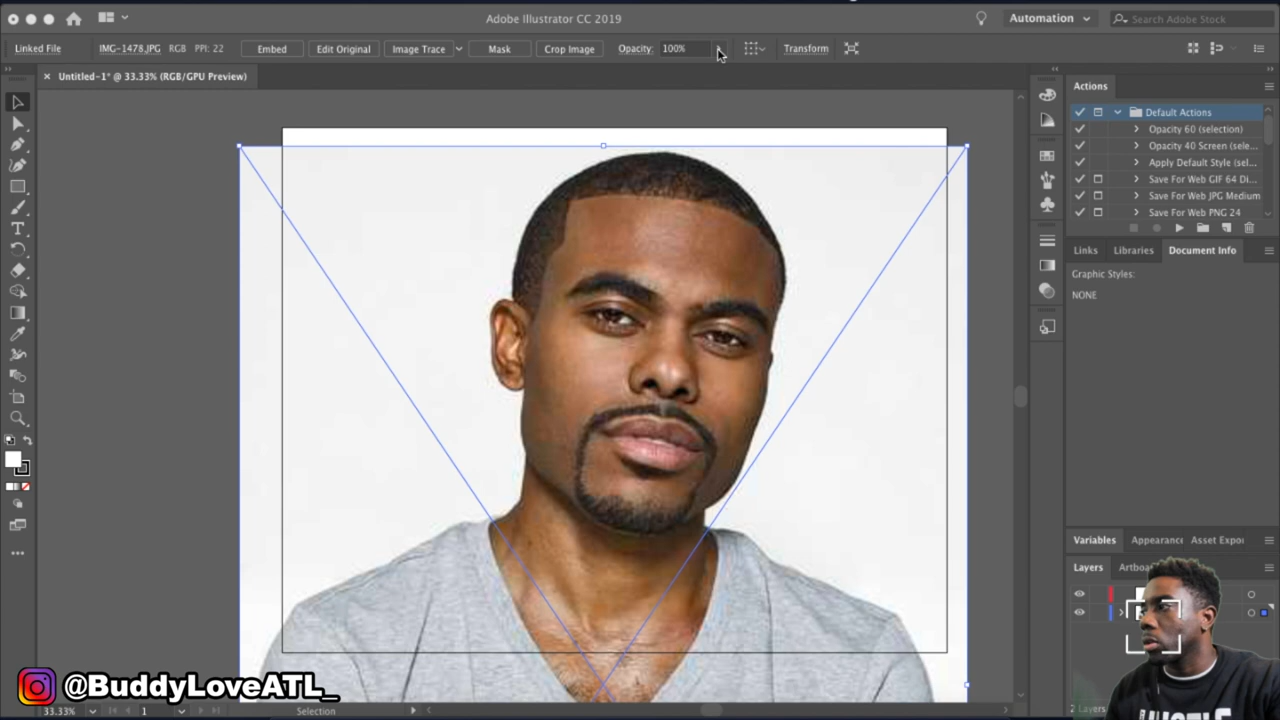 Adobe Illustrator CC 2019
Automation
Search Adobe Stock
Linked File
IMG-1478.JPG
RGB
PPI: 22
Embed
Edit Original
Image Trace
Mask
Crop Image
Opacity:
100%
Transform
× Untitled-1* @ 33.33% (RGB/GPU Preview)
Actions
Default Actions
Opacity 60 (selection)
Opacity 40 Screen (sele...
Apply Default Style (sel...
Save For Web GIF 64 Di...
Save For Web JPG Medium
Save For Web PNG 24
Links
Libraries
Document Info
Graphic Styles:
NONE
Variables
Appearanc
Asset Expo
Layers
Artboa
@BuddyLoveATL_
33.33%
1
Selection